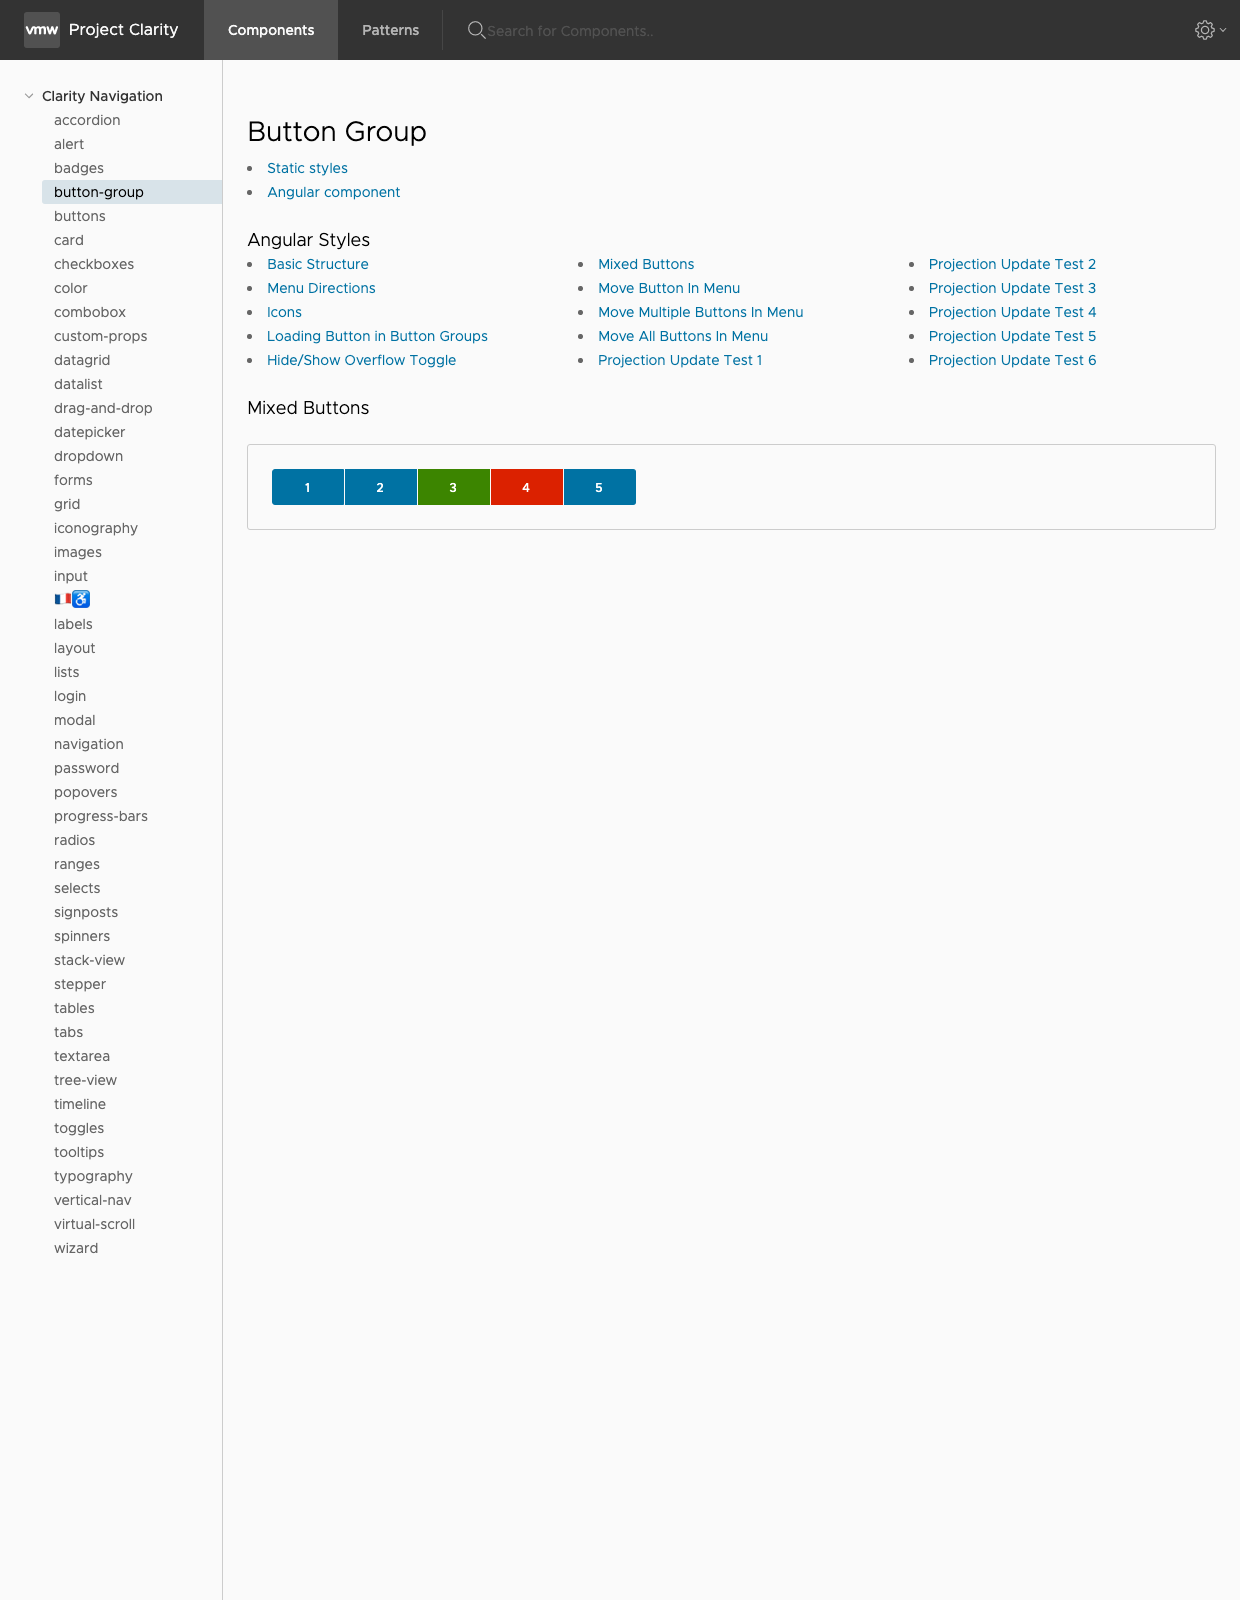 vmw Project Clarity Components Patterns Search for Components..
Clarity Navigation
accordion
alert
badges
button-group
buttons
card
checkboxes
color
combobox
custom-props
datagrid
datalist
drag-and-drop
datepicker
dropdown
forms
grid
iconography
images
input
🇫🇷♿
labels
layout
lists
login
modal
navigation
password
popovers
progress-bars
radios
ranges
selects
signposts
spinners
stack-view
stepper
tables
tabs
textarea
tree-view
timeline
toggles
tooltips
typography
vertical-nav
virtual-scroll
wizard
Button Group
Static styles
Angular component
Angular Styles
Basic Structure
Menu Directions
Icons
Loading Button in Button Groups
Hide/Show Overflow Toggle
Mixed Buttons
Move Button In Menu
Move Multiple Buttons In Menu
Move All Buttons In Menu
Projection Update Test 1
Projection Update Test 2
Projection Update Test 3
Projection Update Test 4
Projection Update Test 5
Projection Update Test 6
Mixed Buttons
1 2 3 4 5